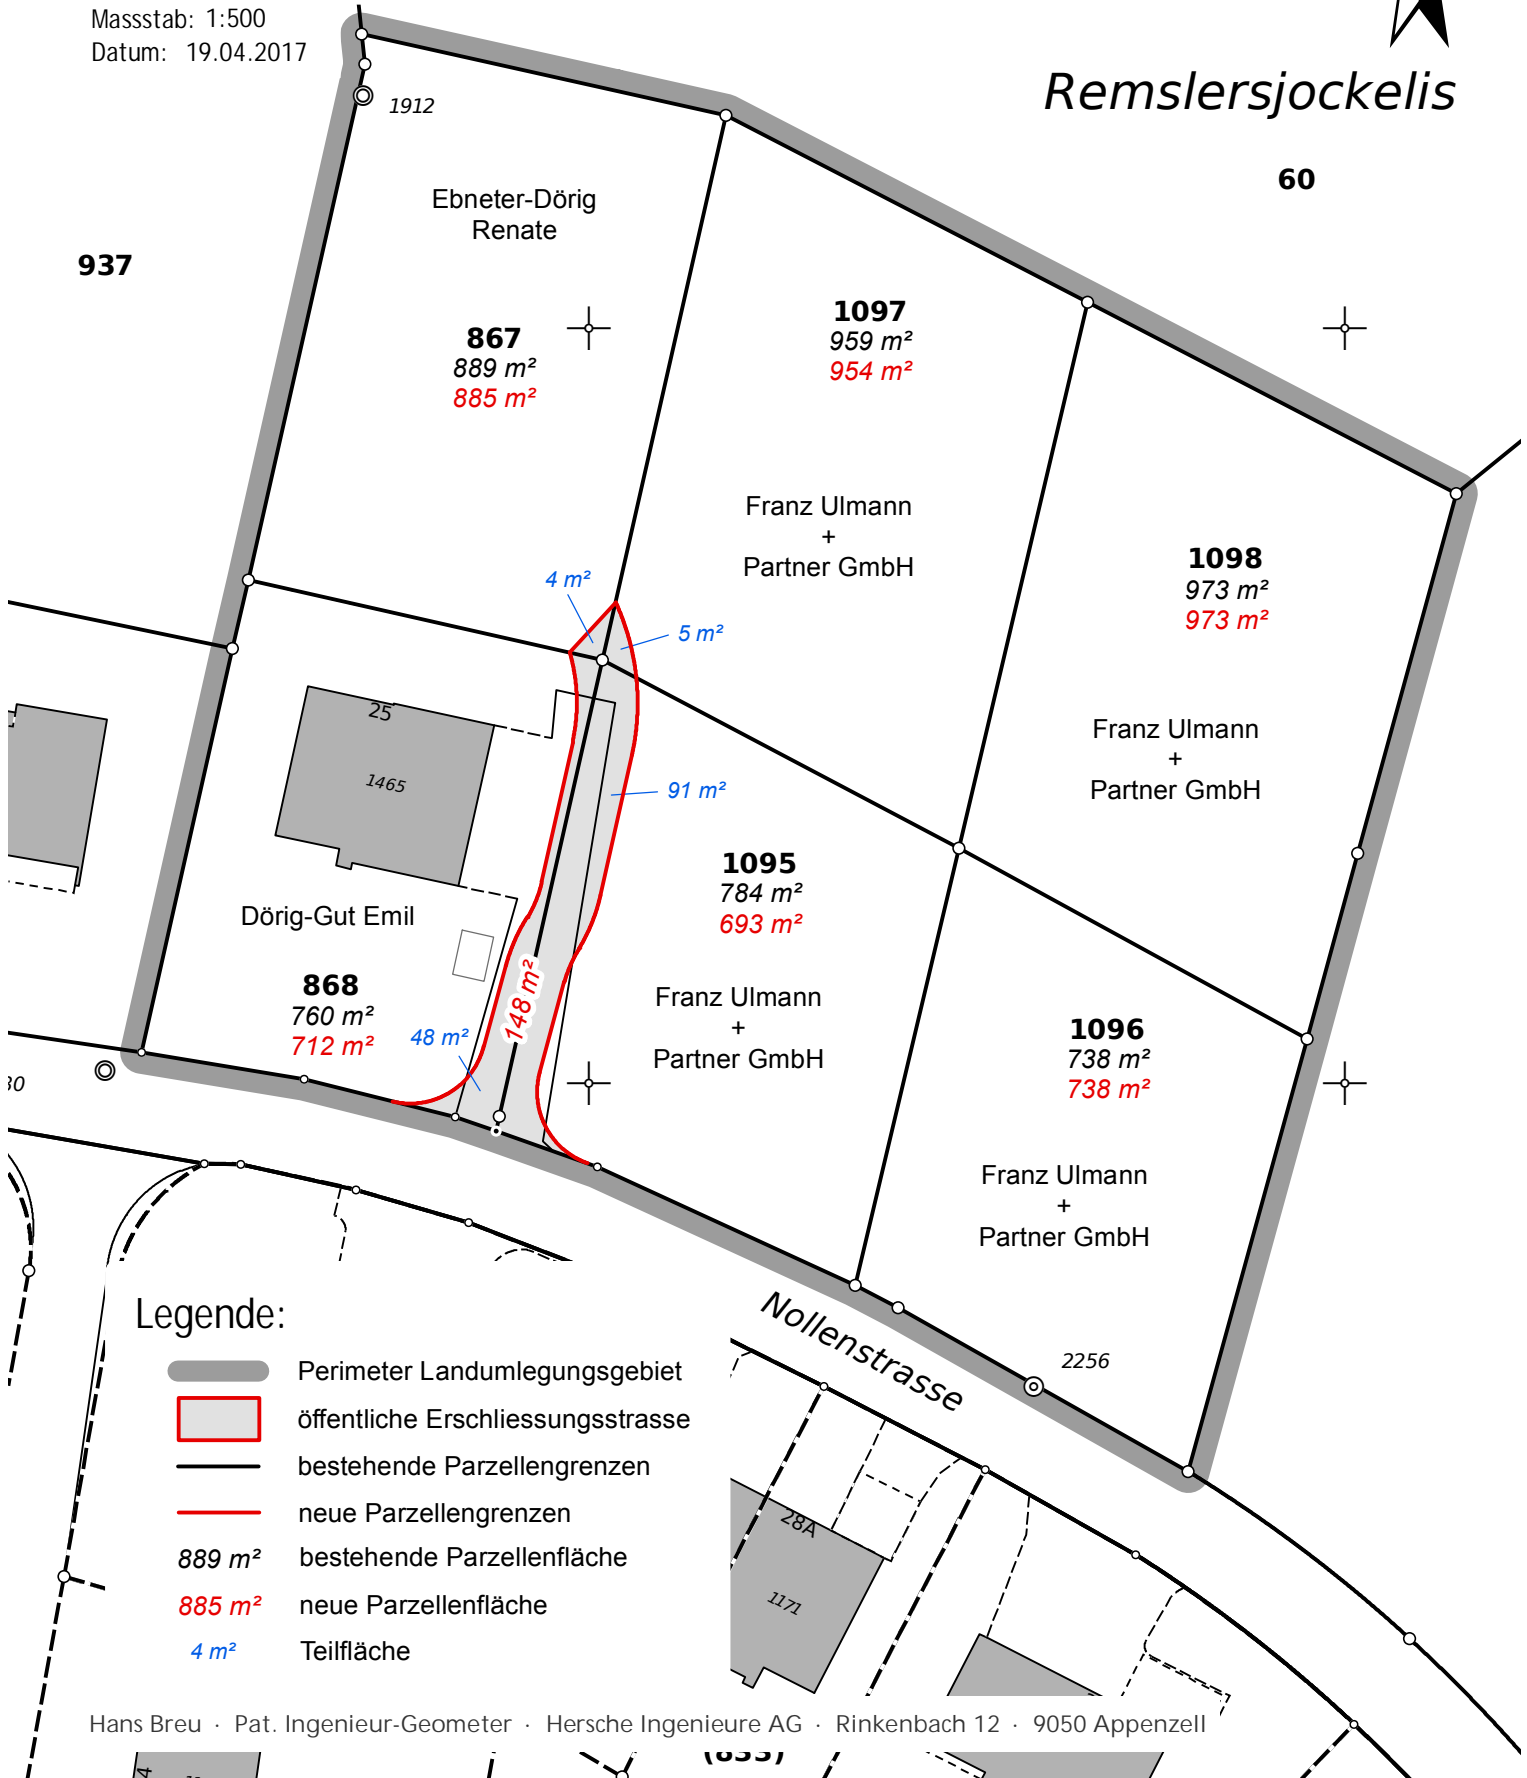 Massstab: 1:500
Datum: 19.04.2017
Remslersjockelis
1912
60
Ebneter-Dörig
Renate
937
867
889 m²
885 m²
1097
959 m²
954 m²
Franz Ulmann
+
Partner GmbH
1098
973 m²
973 m²
4 m²
5 m²
25
1465
Franz Ulmann
+
Partner GmbH
91 m²
1095
784 m²
693 m²
Dörig-Gut Emil
868
760 m²
712 m²
48 m²
148 m²
Franz Ulmann
+
Partner GmbH
1096
738 m²
738 m²
30
Franz Ulmann
+
Partner GmbH
Nollenstrasse
2256
Legende:
Perimeter Landumlegungsgebiet
öffentliche Erschliessungsstrasse
bestehende Parzellengrenzen
neue Parzellengrenzen
889 m² bestehende Parzellenfläche
885 m² neue Parzellenfläche
4 m² Teilfläche
28A
1171
Hans Breu · Pat. Ingenieur-Geometer · Hersche Ingenieure AG · Rinkenbach 12 · 9050 Appenzell
(833)
4